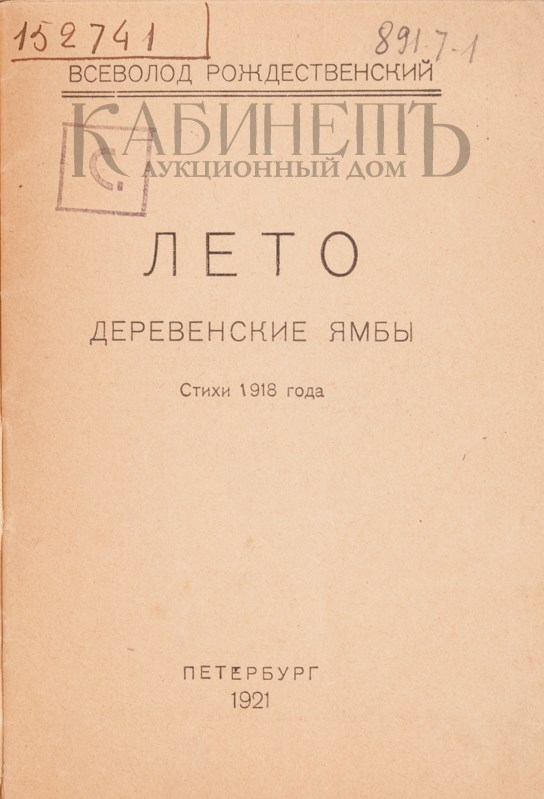 152741
891.7-1
ВСЕВОЛОД РОЖДЕСТВЕНСКИЙ
КАБИНЕТЪ
АУКЦИОННЫЙ ДОМ
ЛЕТО
ДЕРЕВЕНСКИЕ ЯМБЫ
Стихи 1918 года
ПЕТЕРБУРГ
1921